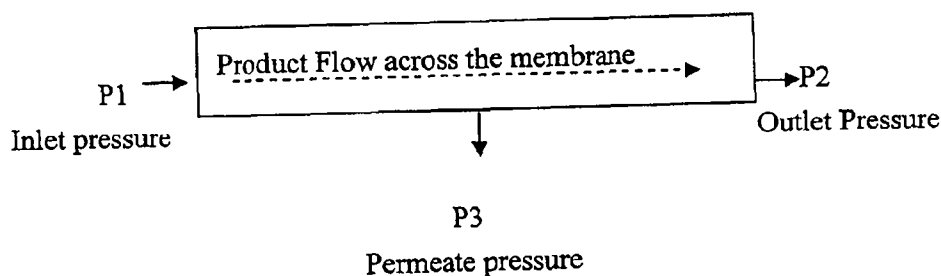 Product Flow across the membrane
P1
P2
Inlet pressure
Outlet Pressure
P3
Permeate pressure